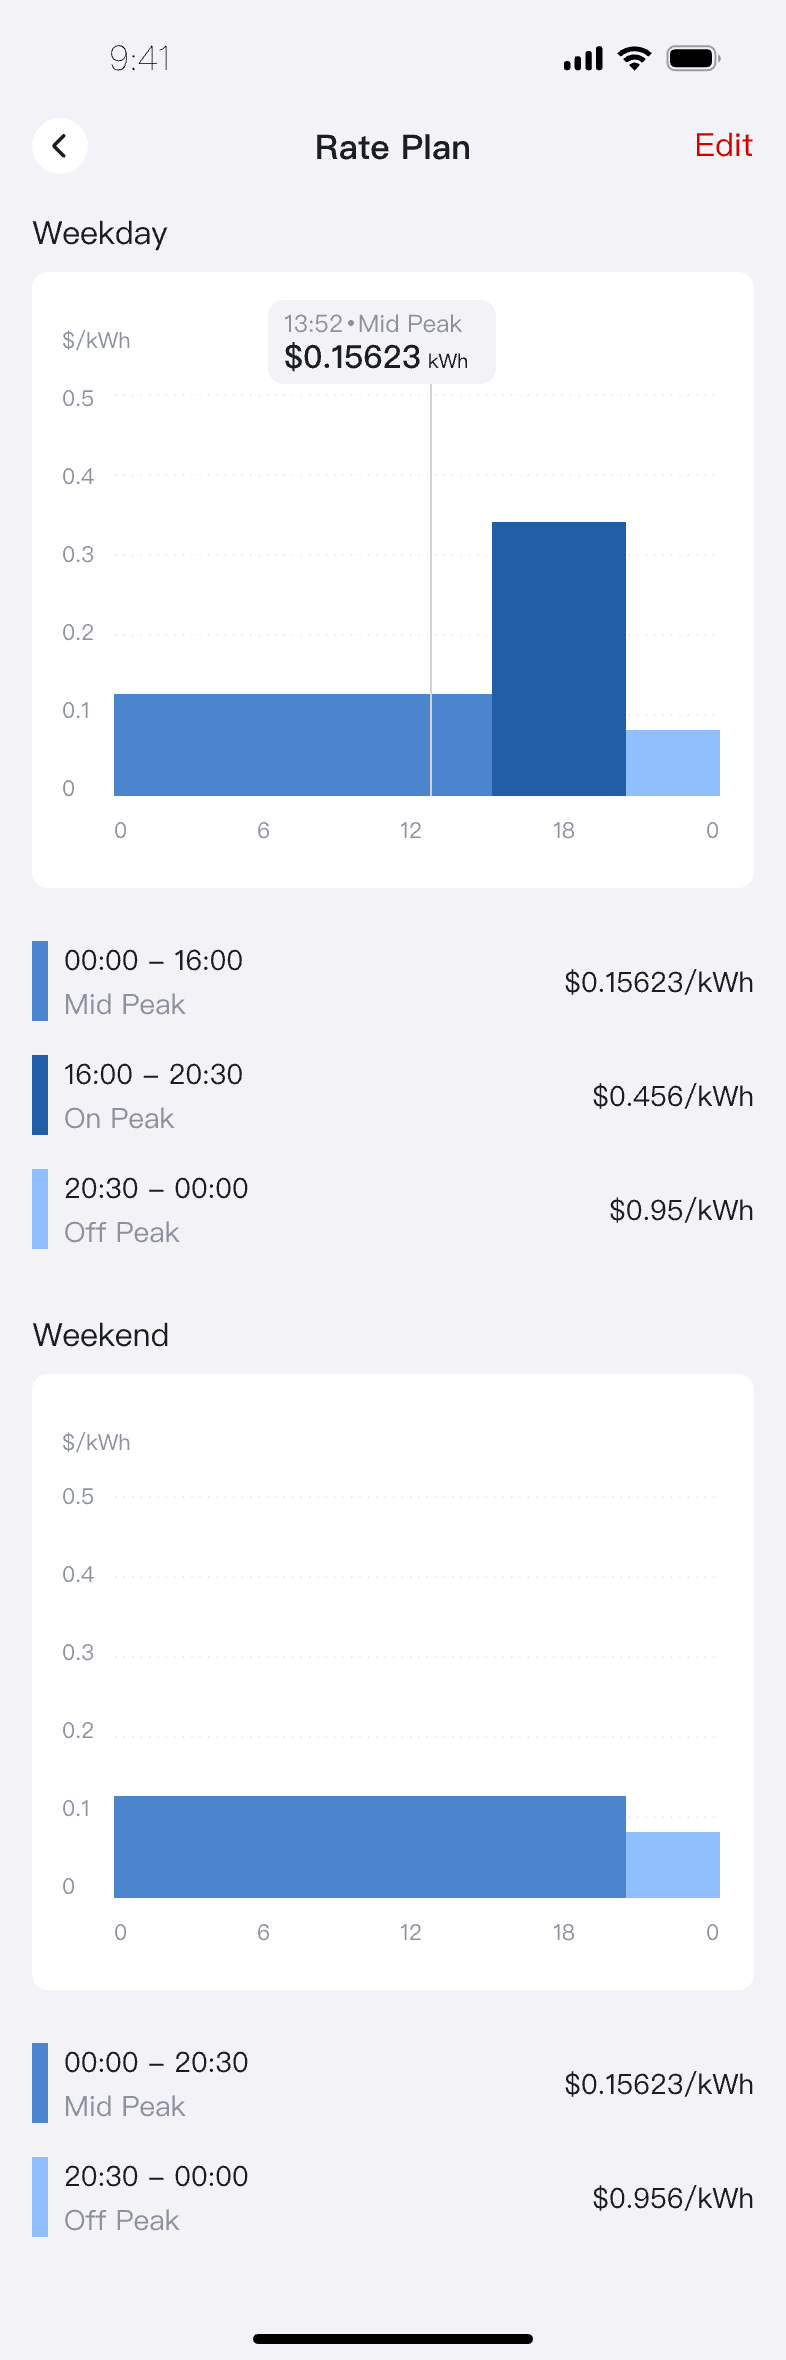 9:41
Rate Plan
Edit
Weekday
13:52•Mid Peak
$0.15623 kWh
$/kWh
0.5
0.4
0.3
0.2
0.1
0
0 6 12 18 0
00:00 – 16:00
Mid Peak
$0.15623/kWh
16:00 – 20:30
On Peak
$0.456/kWh
20:30 – 00:00
Off Peak
$0.95/kWh
Weekend
$/kWh
0.5
0.4
0.3
0.2
0.1
0
0 6 12 18 0
00:00 – 20:30
Mid Peak
$0.15623/kWh
20:30 – 00:00
Off Peak
$0.956/kWh